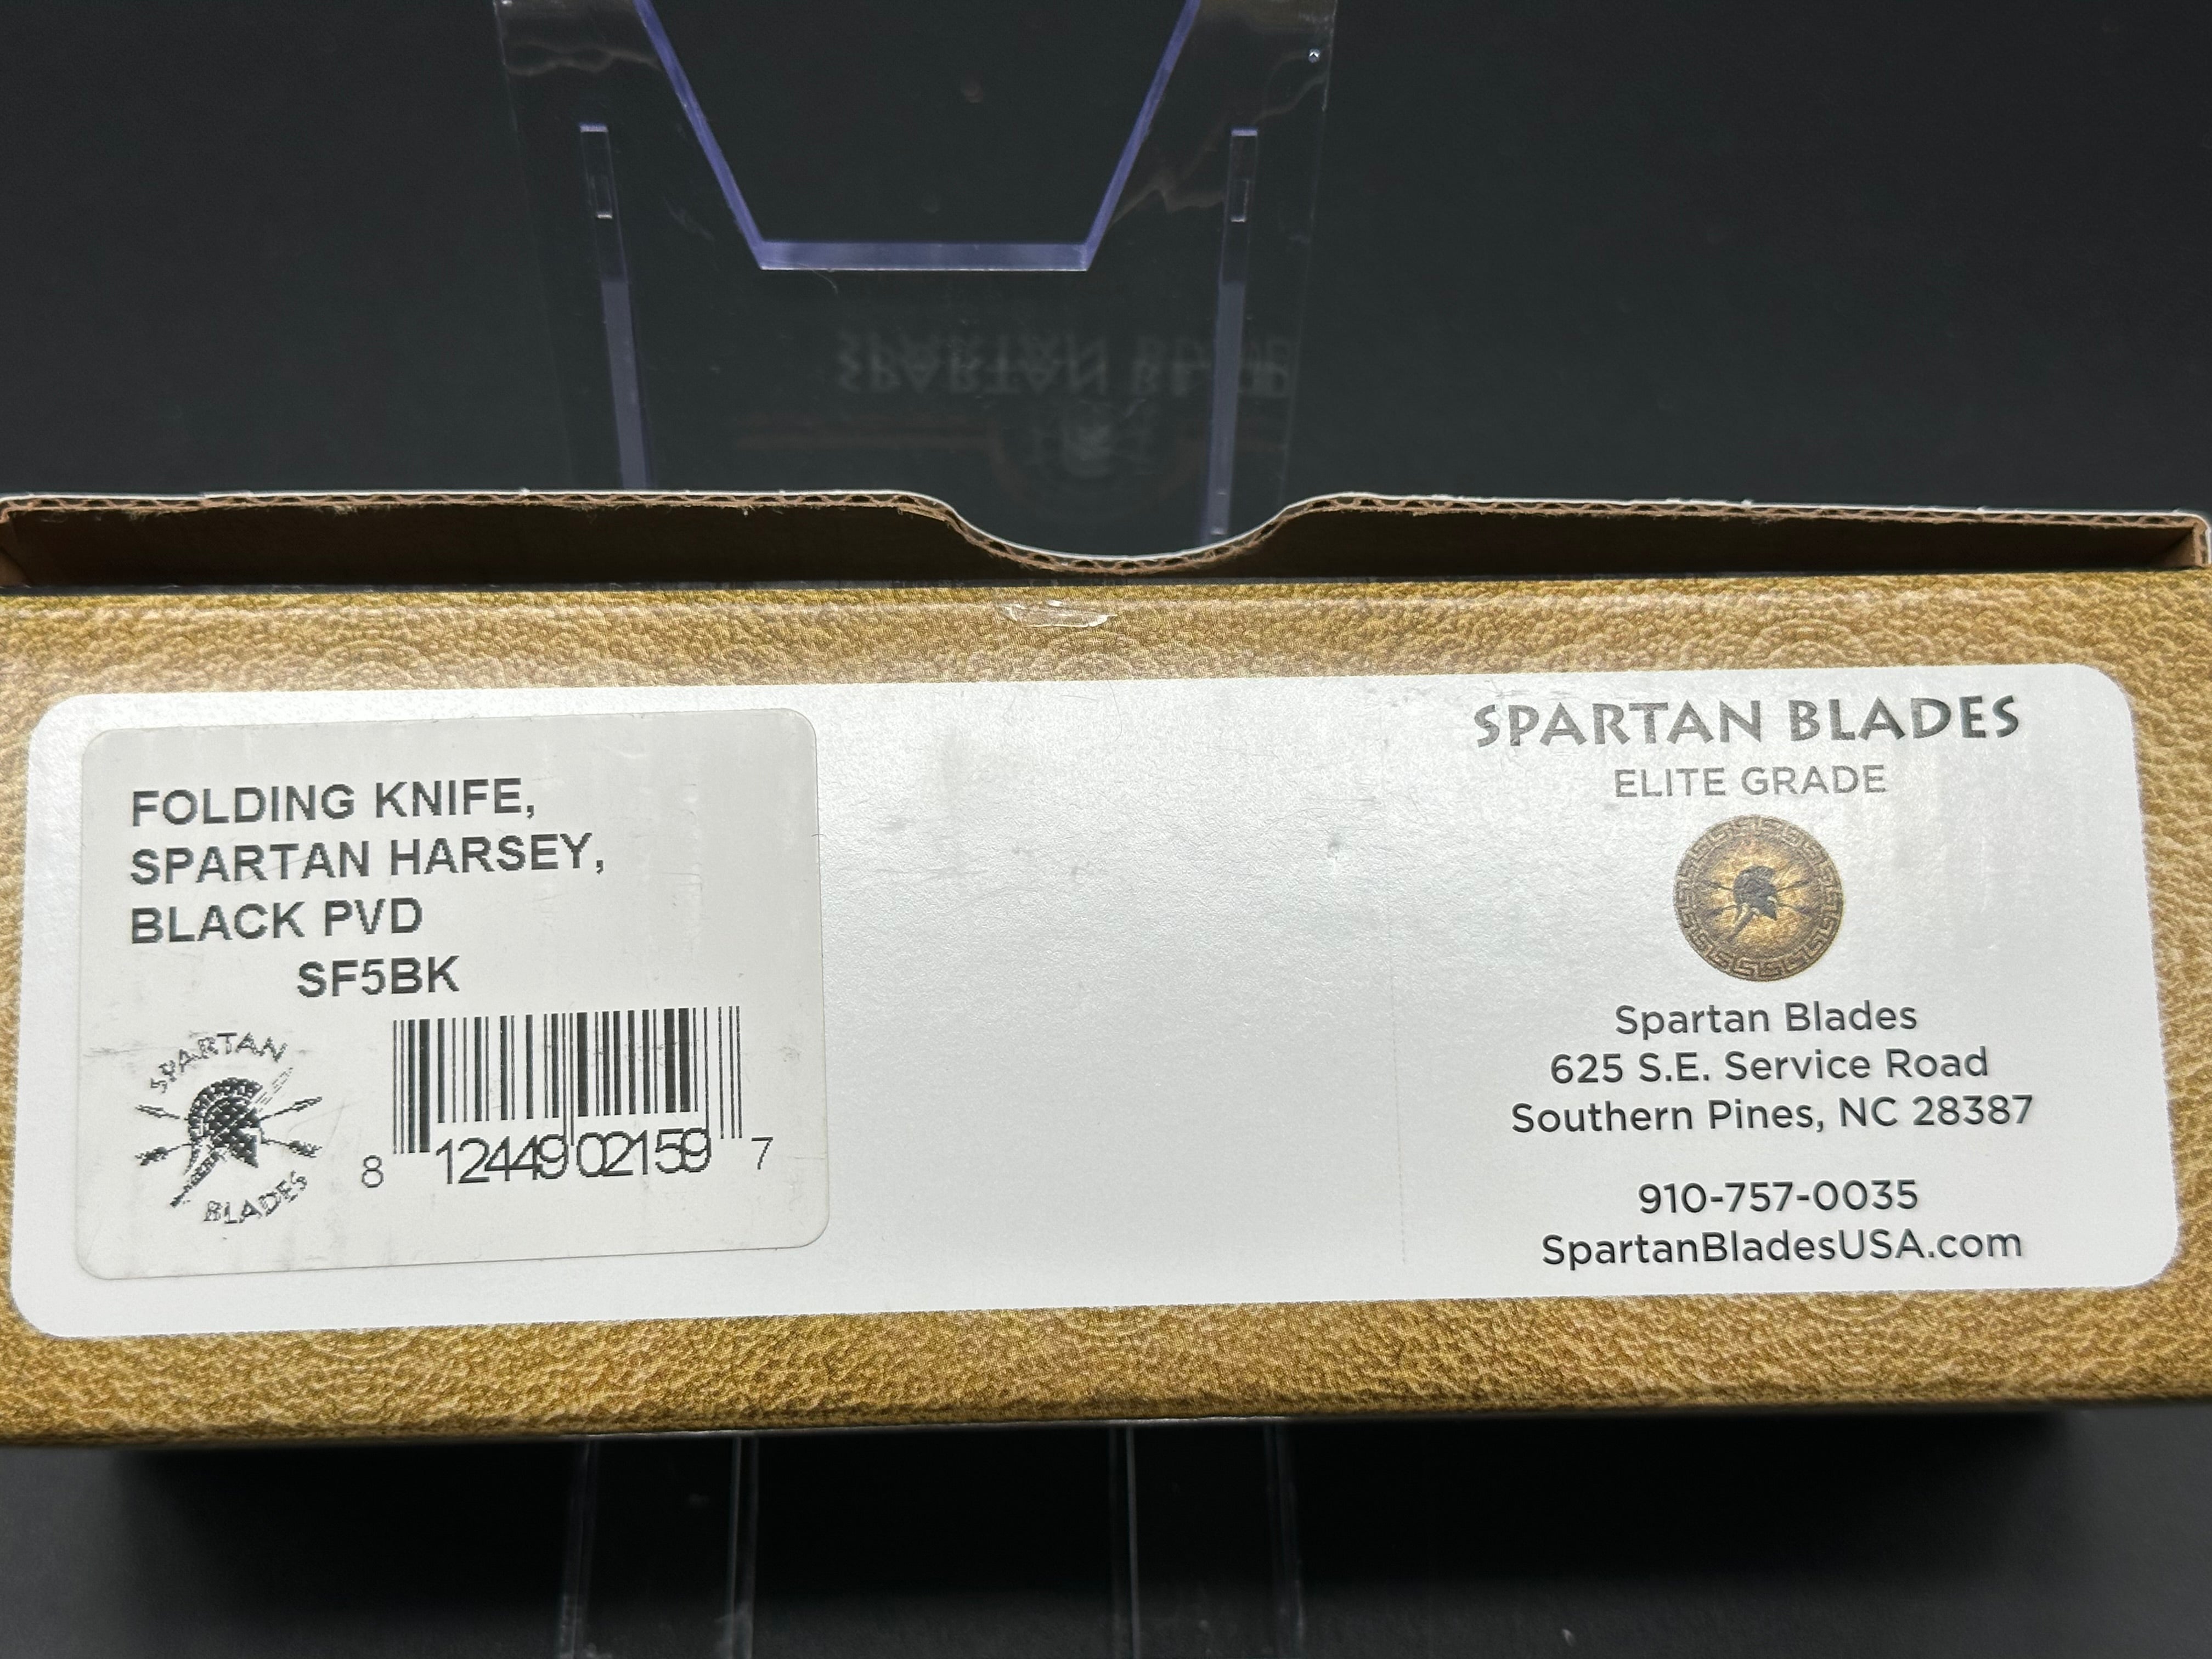 FOLDING KNIFE,
SPARTAN HARSEY,
BLACK PVD
SF5BK
SPARTAN
BLADES
8 12449 02159 7
SPARTAN BLADES
ELITE GRADE
Spartan Blades
625 S.E. Service Road
Southern Pines, NC 28387
910-757-0035
SpartanBladesUSA.com
SPARTAN